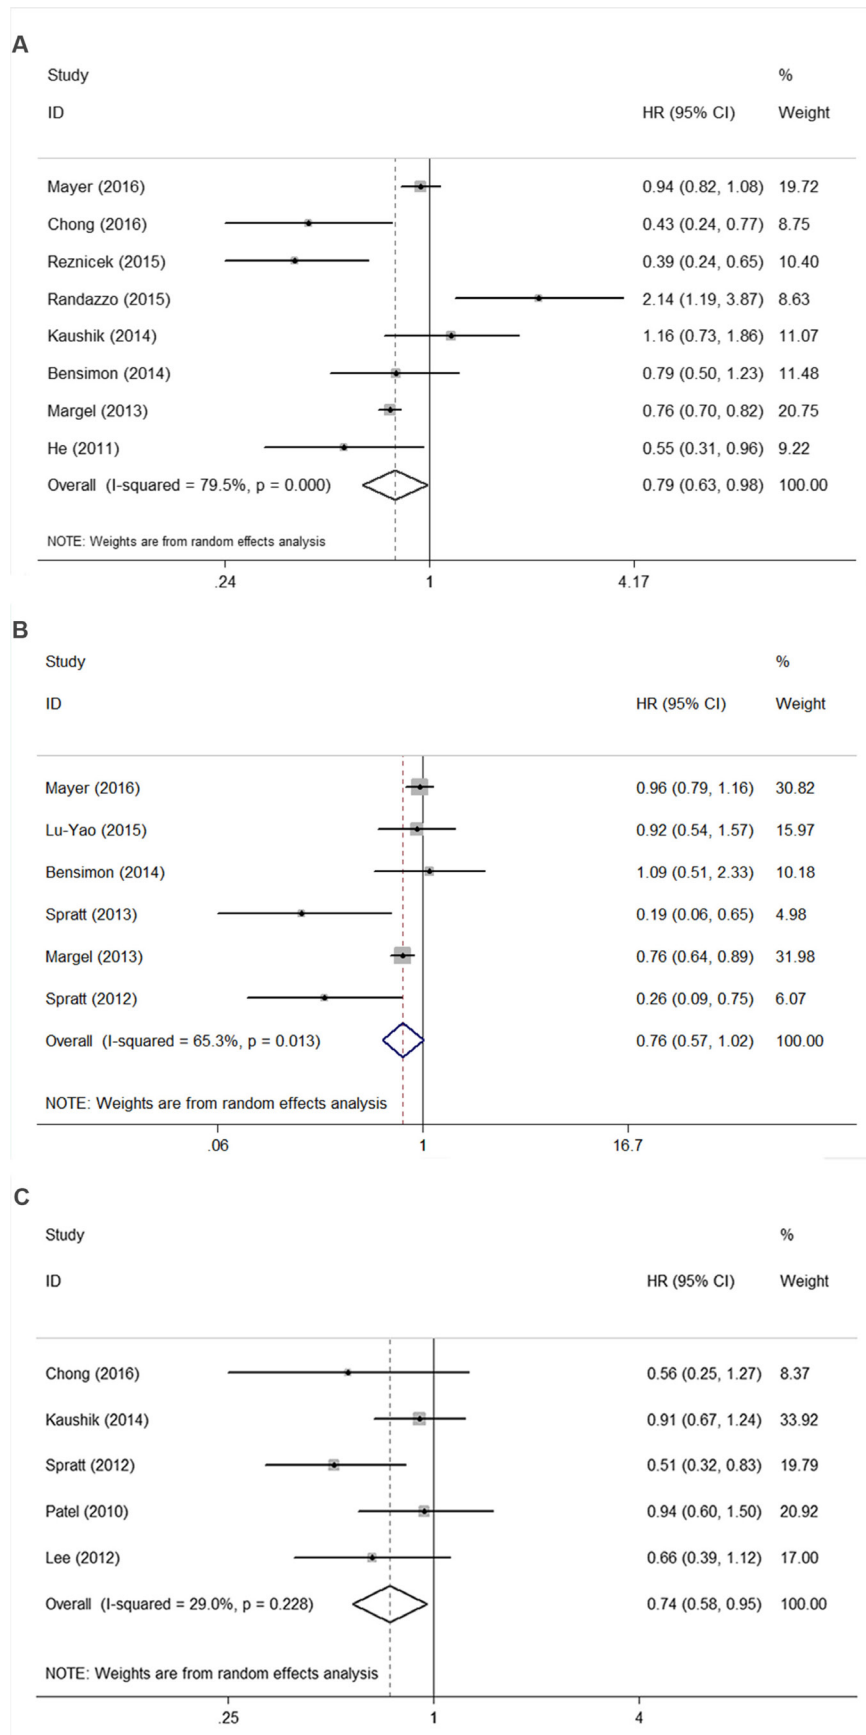 A
Study %
ID HR (95% CI) Weight
Mayer (2016) 0.94 (0.82, 1.08) 19.72
Chong (2016) 0.43 (0.24, 0.77) 8.75
Reznicek (2015) 0.39 (0.24, 0.65) 10.40
Randazzo (2015) 2.14 (1.19, 3.87) 8.63
Kaushik (2014) 1.16 (0.73, 1.86) 11.07
Bensimon (2014) 0.79 (0.50, 1.23) 11.48
Margel (2013) 0.76 (0.70, 0.82) 20.75
He (2011) 0.55 (0.31, 0.96) 9.22
Overall (I-squared = 79.5%, p = 0.000) 0.79 (0.63, 0.98) 100.00
NOTE: Weights are from random effects analysis
.24 1 4.17
B
Study %
ID HR (95% CI) Weight
Mayer (2016) 0.96 (0.79, 1.16) 30.82
Lu-Yao (2015) 0.92 (0.54, 1.57) 15.97
Bensimon (2014) 1.09 (0.51, 2.33) 10.18
Spratt (2013) 0.19 (0.06, 0.65) 4.98
Margel (2013) 0.76 (0.64, 0.89) 31.98
Spratt (2012) 0.26 (0.09, 0.75) 6.07
Overall (I-squared = 65.3%, p = 0.013) 0.76 (0.57, 1.02) 100.00
NOTE: Weights are from random effects analysis
.06 1 16.7
C
Study %
ID HR (95% CI) Weight
Chong (2016) 0.56 (0.25, 1.27) 8.37
Kaushik (2014) 0.91 (0.67, 1.24) 33.92
Spratt (2012) 0.51 (0.32, 0.83) 19.79
Patel (2010) 0.94 (0.60, 1.50) 20.92
Lee (2012) 0.66 (0.39, 1.12) 17.00
Overall (I-squared = 29.0%, p = 0.228) 0.74 (0.58, 0.95) 100.00
NOTE: Weights are from random effects analysis
.25 1 4